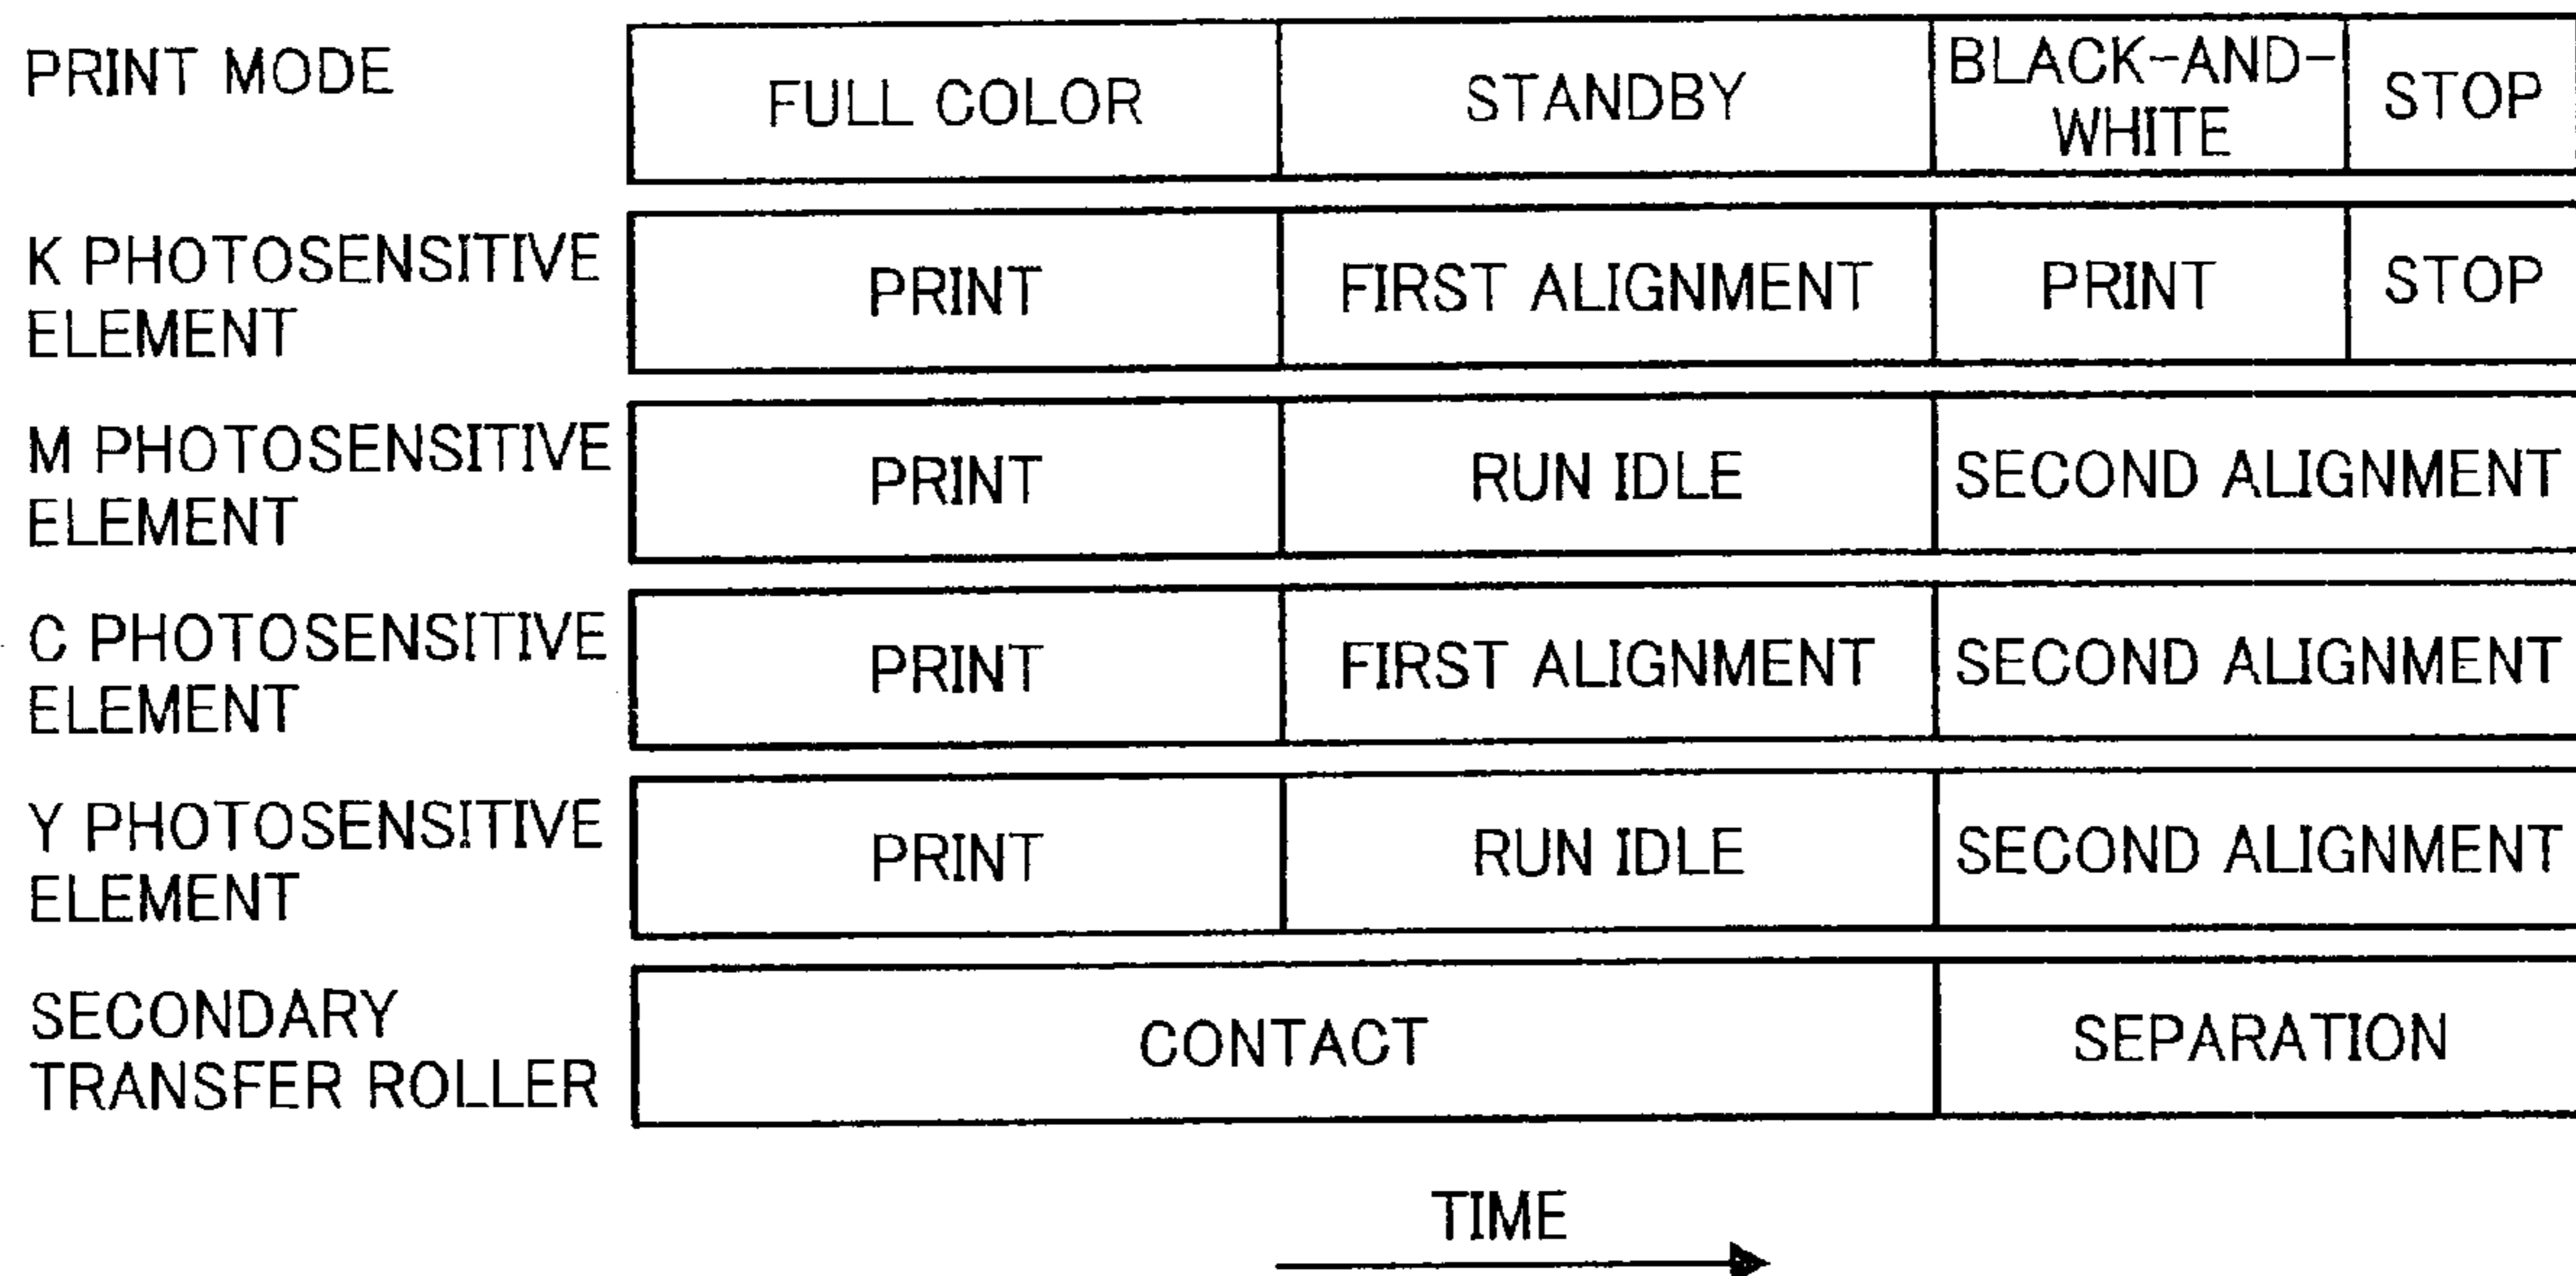 PRINT MODE
FULL COLOR
STANDBY
BLACK-AND-
WHITE
STOP
K PHOTOSENSITIVE
ELEMENT
PRINT
FIRST ALIGNMENT
PRINT
STOP
M PHOTOSENSITIVE
ELEMENT
PRINT
RUN IDLE
SECOND ALIGNMENT
C PHOTOSENSITIVE
ELEMENT
PRINT
FIRST ALIGNMENT
SECOND ALIGNMENT
Y PHOTOSENSITIVE
ELEMENT
PRINT
RUN IDLE
SECOND ALIGNMENT
SECONDARY
TRANSFER ROLLER
CONTACT
SEPARATION
TIME